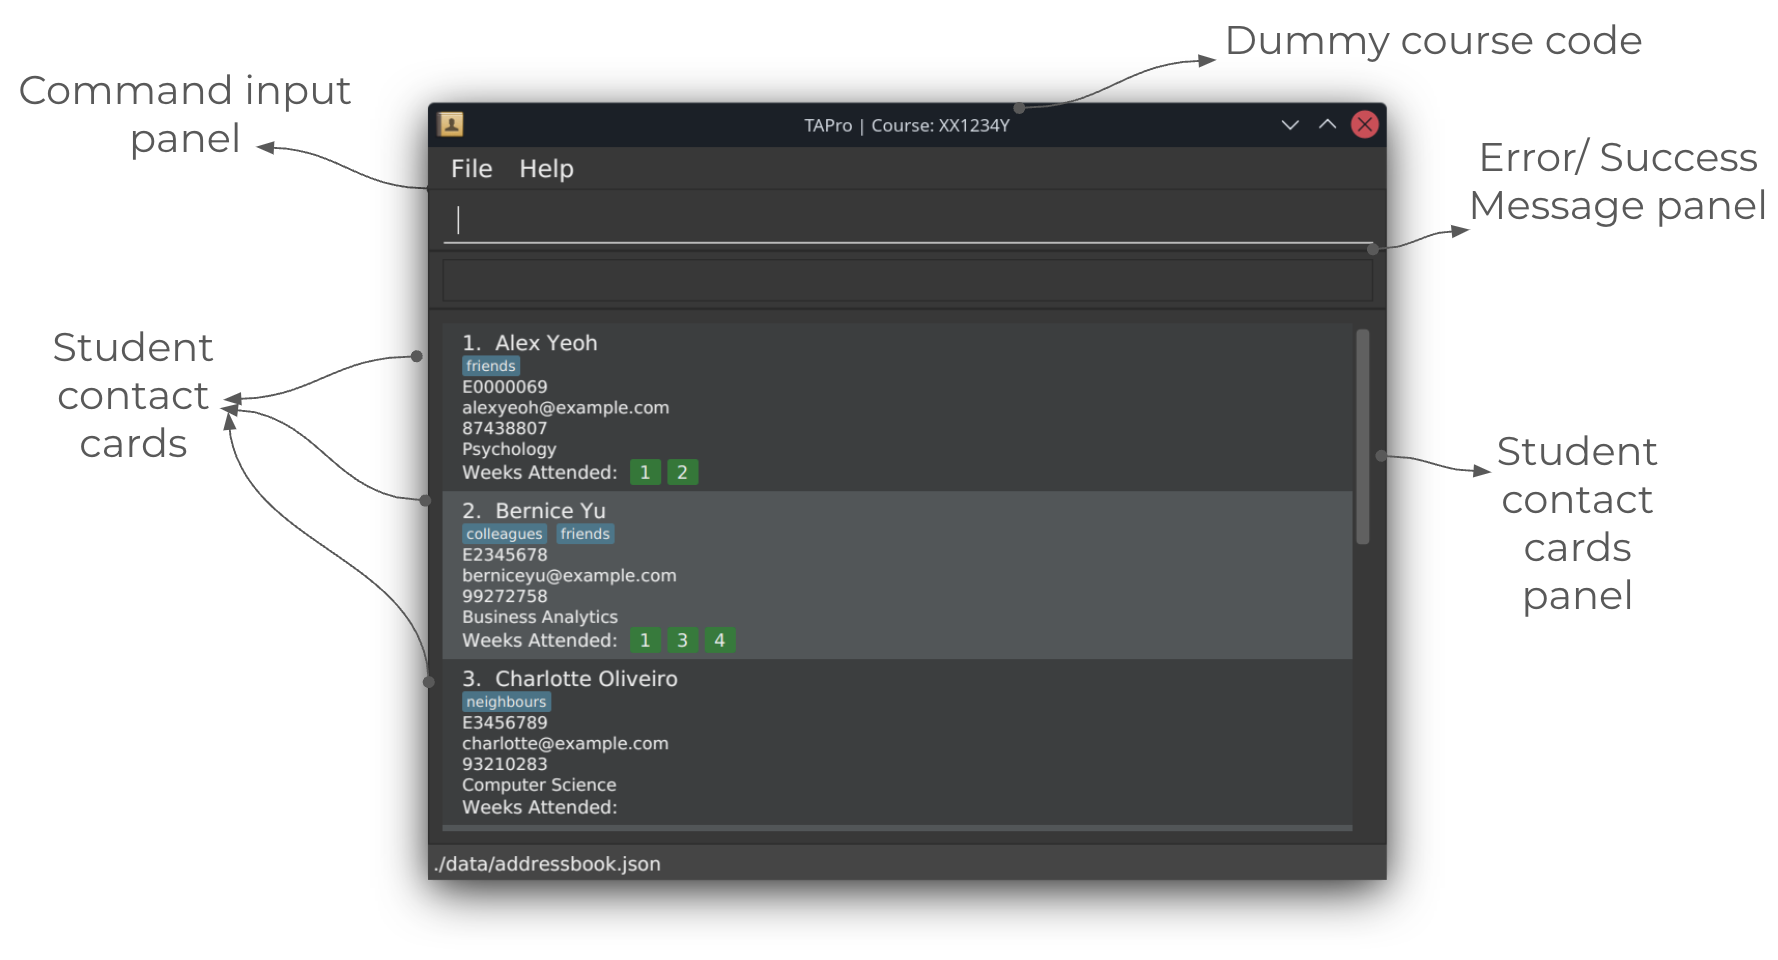 Dummy course code
Command input
panel
TAPro | Course: XX1234Y
Error/ Success
Message panel
File Help
Student
contact
cards
1. Alex Yeoh
friends
E0000069
alexyeoh@example.com
87438807
Psychology
Weeks Attended: 1 2
2. Bernice Yu
colleagues friends
E2345678
berniceyu@example.com
99272758
Business Analytics
Weeks Attended: 1 3 4
3. Charlotte Oliveiro
neighbours
E3456789
charlotte@example.com
93210283
Computer Science
Weeks Attended:
Student
contact
cards
panel
./data/addressbook.json